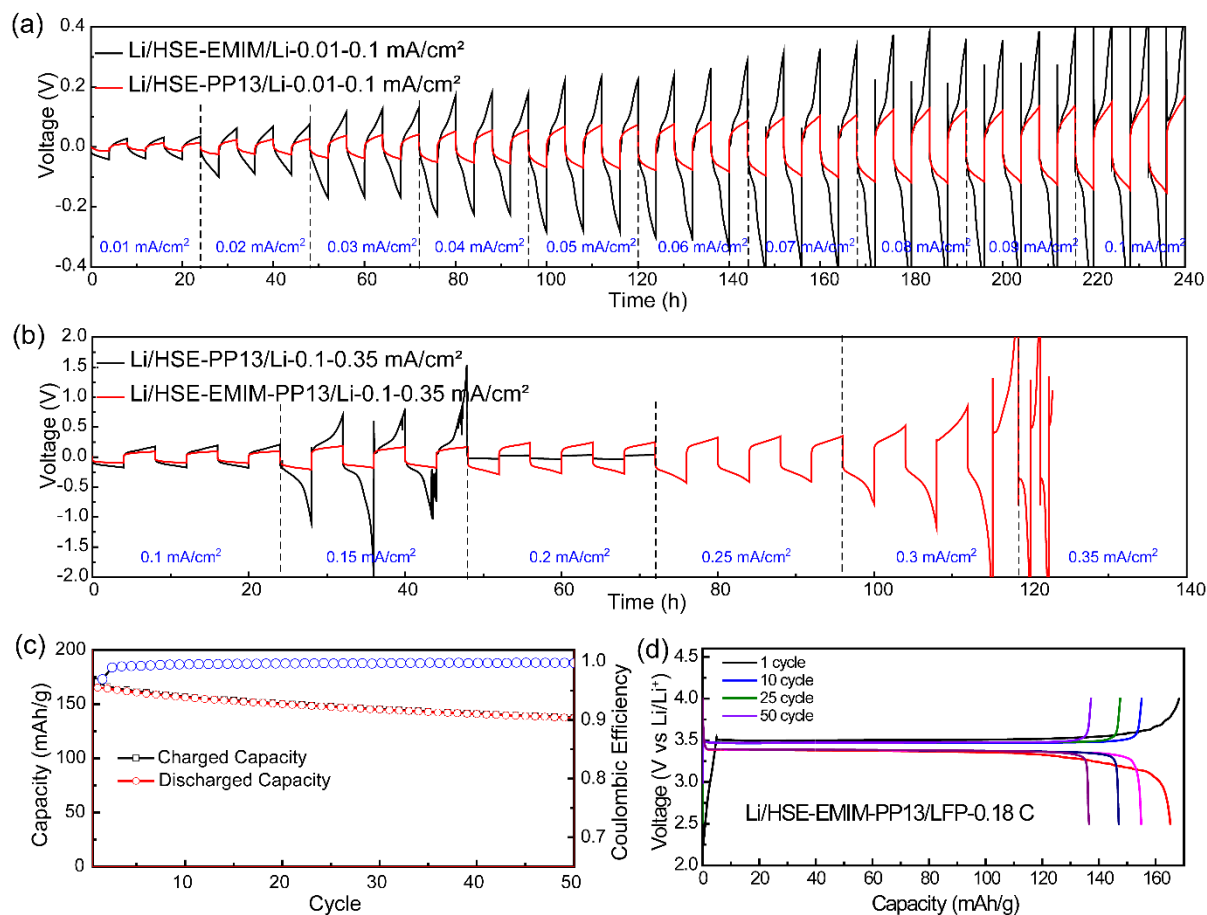 (a)
Li/HSE-EMIM/Li-0.01-0.1 mA/cm²
Li/HSE-PP13/Li-0.01-0.1 mA/cm²
Voltage (V)
0.4
0.2
0.0
-0.2
-0.4
0.01 mA/cm²
0.02 mA/cm²
0.03 mA/cm²
0.04 mA/cm²
0.05 mA/cm²
0.06 mA/cm²
0.07 mA/cm²
0.08 mA/cm²
0.09 mA/cm²
0.1 mA/cm²
0 20 40 60 80 100 120 140 160 180 200 220 240
Time (h)
(b)
Li/HSE-PP13/Li-0.1-0.35 mA/cm²
Li/HSE-EMIM-PP13/Li-0.1-0.35 mA/cm²
Voltage (V)
2.0
1.5
1.0
0.5
0.0
-0.5
-1.0
-1.5
-2.0
0.1 mA/cm²
0.15 mA/cm²
0.2 mA/cm²
0.25 mA/cm²
0.3 mA/cm²
0.35 mA/cm²
0 20 40 60 80 100 120 140
Time (h)
(c)
Capacity (mAh/g)
200
150
100
50
0
Charged Capacity
Discharged Capacity
1.0
0.9
0.8
0.7
Coulombic Efficiency
10 20 30 40 50
Cycle
(d)
Voltage (V vs Li/Li⁺)
4.5
4.0
3.5
3.0
2.5
2.0
1 cycle
10 cycle
25 cycle
50 cycle
Li/HSE-EMIM-PP13/LFP-0.18 C
0 20 40 60 80 100 120 140 160
Capacity (mAh/g)